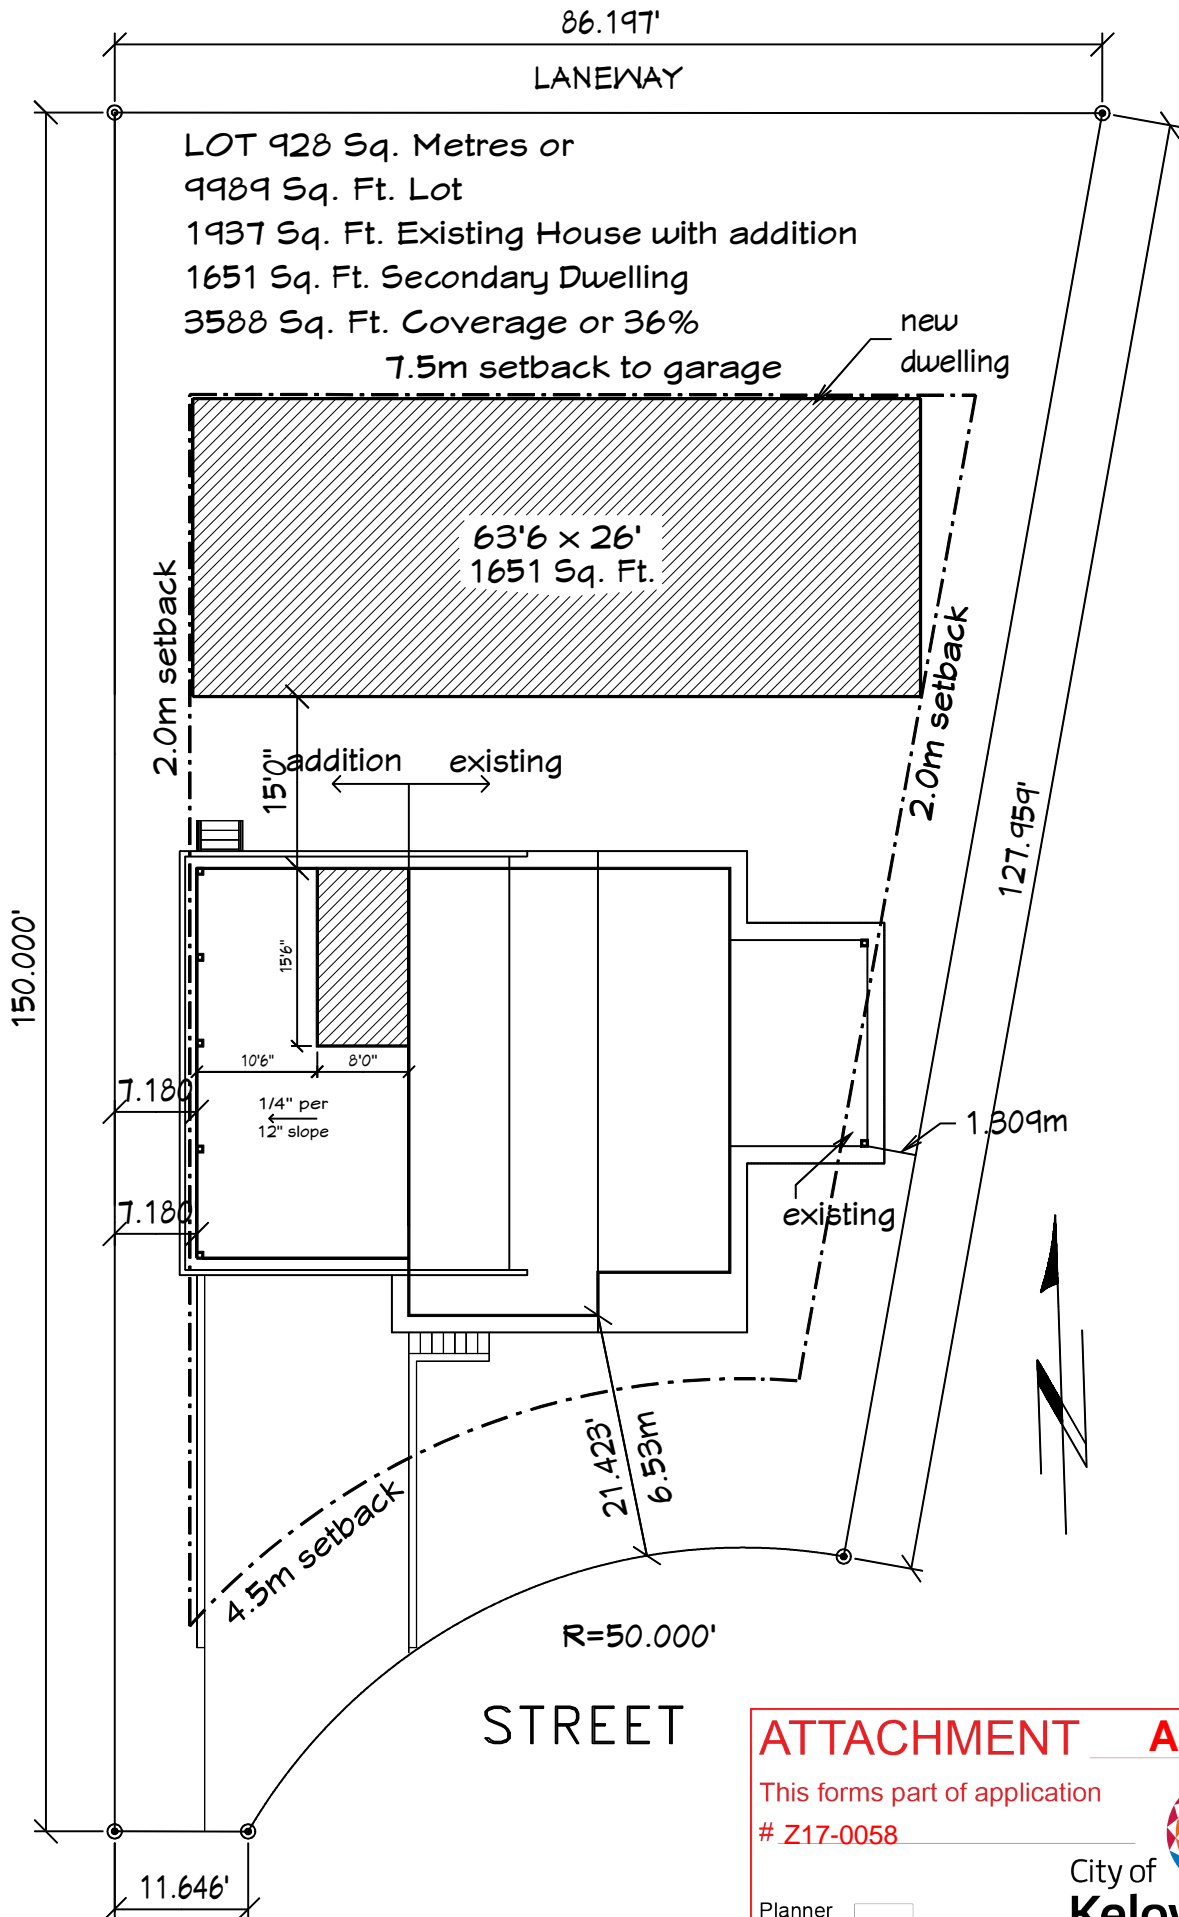 86.197'
LANEWAY
LOT 928 Sq. Metres or
9989 Sq. Ft. Lot
1937 Sq. Ft. Existing House with addition
1651 Sq. Ft. Secondary Dwelling
3588 Sq. Ft. Coverage or 36%
7.5m setback to garage
new
dwelling
63'6 x 26'
1651 Sq. Ft.
2.0m setback
2.0m setback
15'0"
addition
existing
127.959'
150.000'
15'6"
10'6"
8'0"
7.180
1/4" per
12" slope
1.309m
7.180
existing
21.423'
6.53m
4.5m setback
R=50.000'
STREET
11.646'
ATTACHMENT A
This forms part of application
# Z17-0058
City of
Planner